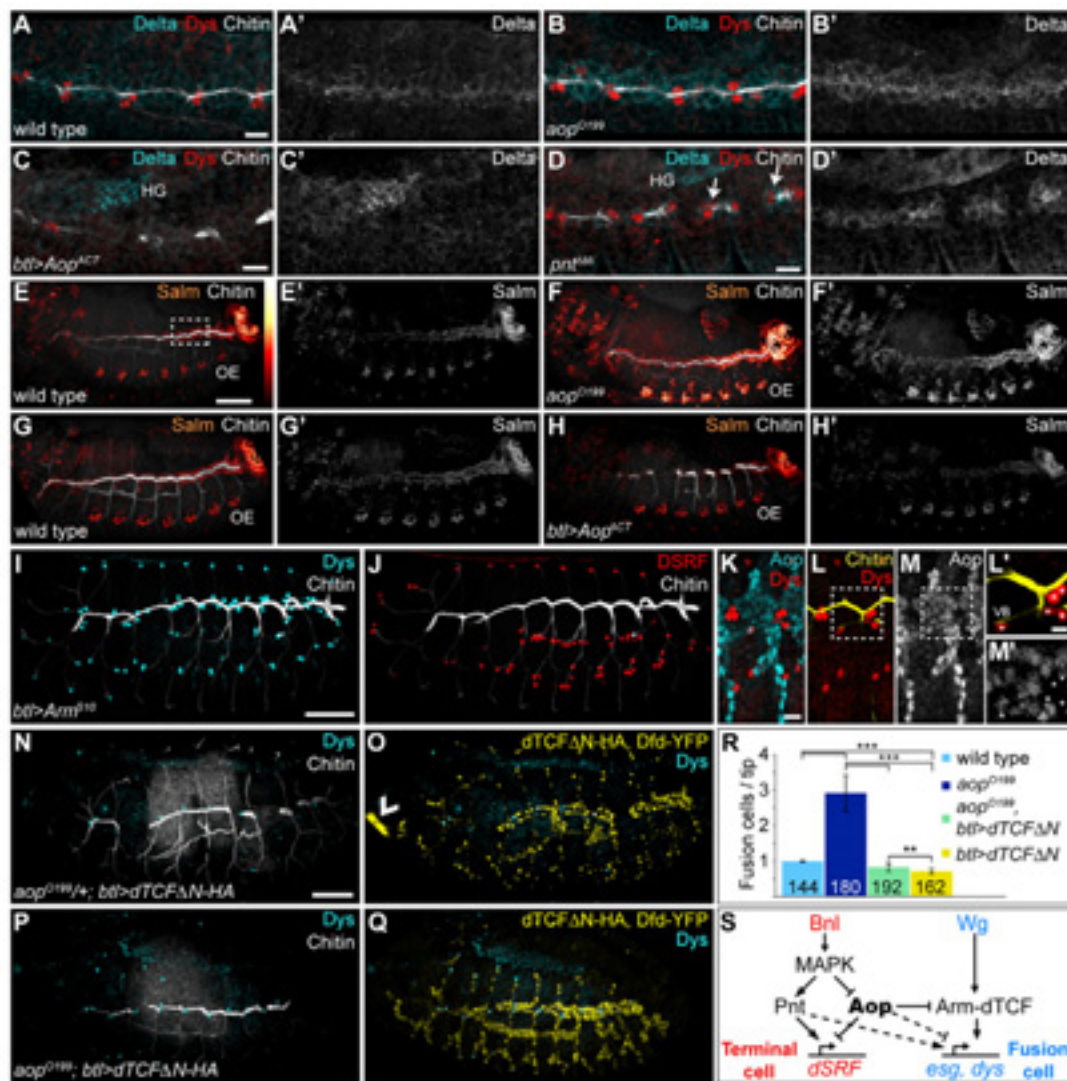 A Delta Dys Chitin
wild type
A' Delta
B Delta Dys Chitin
aop^D199
B' Delta
C Delta Dys Chitin
HG
btl>Aop^ACT
C' Delta
D Delta Dys Chitin
HG
D' Delta
E Salm Chitin
OE
wild type
E' Salm
F Salm Chitin
OE
aop^D199
F' Salm
G Salm Chitin
OE
wild type
G' Salm
H Salm Chitin
OE
btl>Aop^ACT
H' Salm
I Dys
Chitin
btl>Arm^S10
J DSRF
Chitin
K Aop
Dys
L Chitin
Dys
M Aop
L'
VB
M'
N Dys
Chitin
aop^D199/+; btl>dTCFΔN-HA
O dTCFΔN-HA, Dfd-YFP
Dys
P Dys
Chitin
aop^D199; btl>dTCFΔN-HA
Q dTCFΔN-HA, Dfd-YFP
Dys
R
Fusion cells / tip
4
3
2
1
***
***
**
144 180 192 162
wild type
aop^D199
aop^D199,
btl>dTCFΔN
btl>dTCFΔN
S
Bnl Wg
MAPK
Pnt Aop Arm-dTCF
Terminal cell
dSRF
esg, dys
Fusion cell